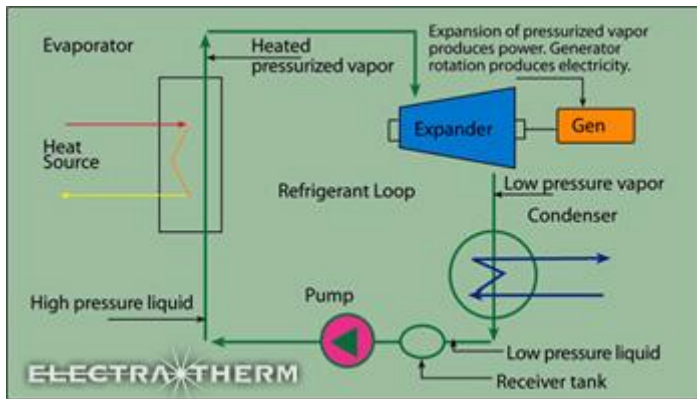 Evaporator
Heated
pressurized vapor
Expansion of pressurized vapor
produces power. Generator
rotation produces electricity.
Expander
Gen
Heat
Source
Refrigerant Loop
Low pressure vapor
Condenser
High pressure liquid
Pump
Low pressure liquid
Receiver tank
ELECTRATHERM